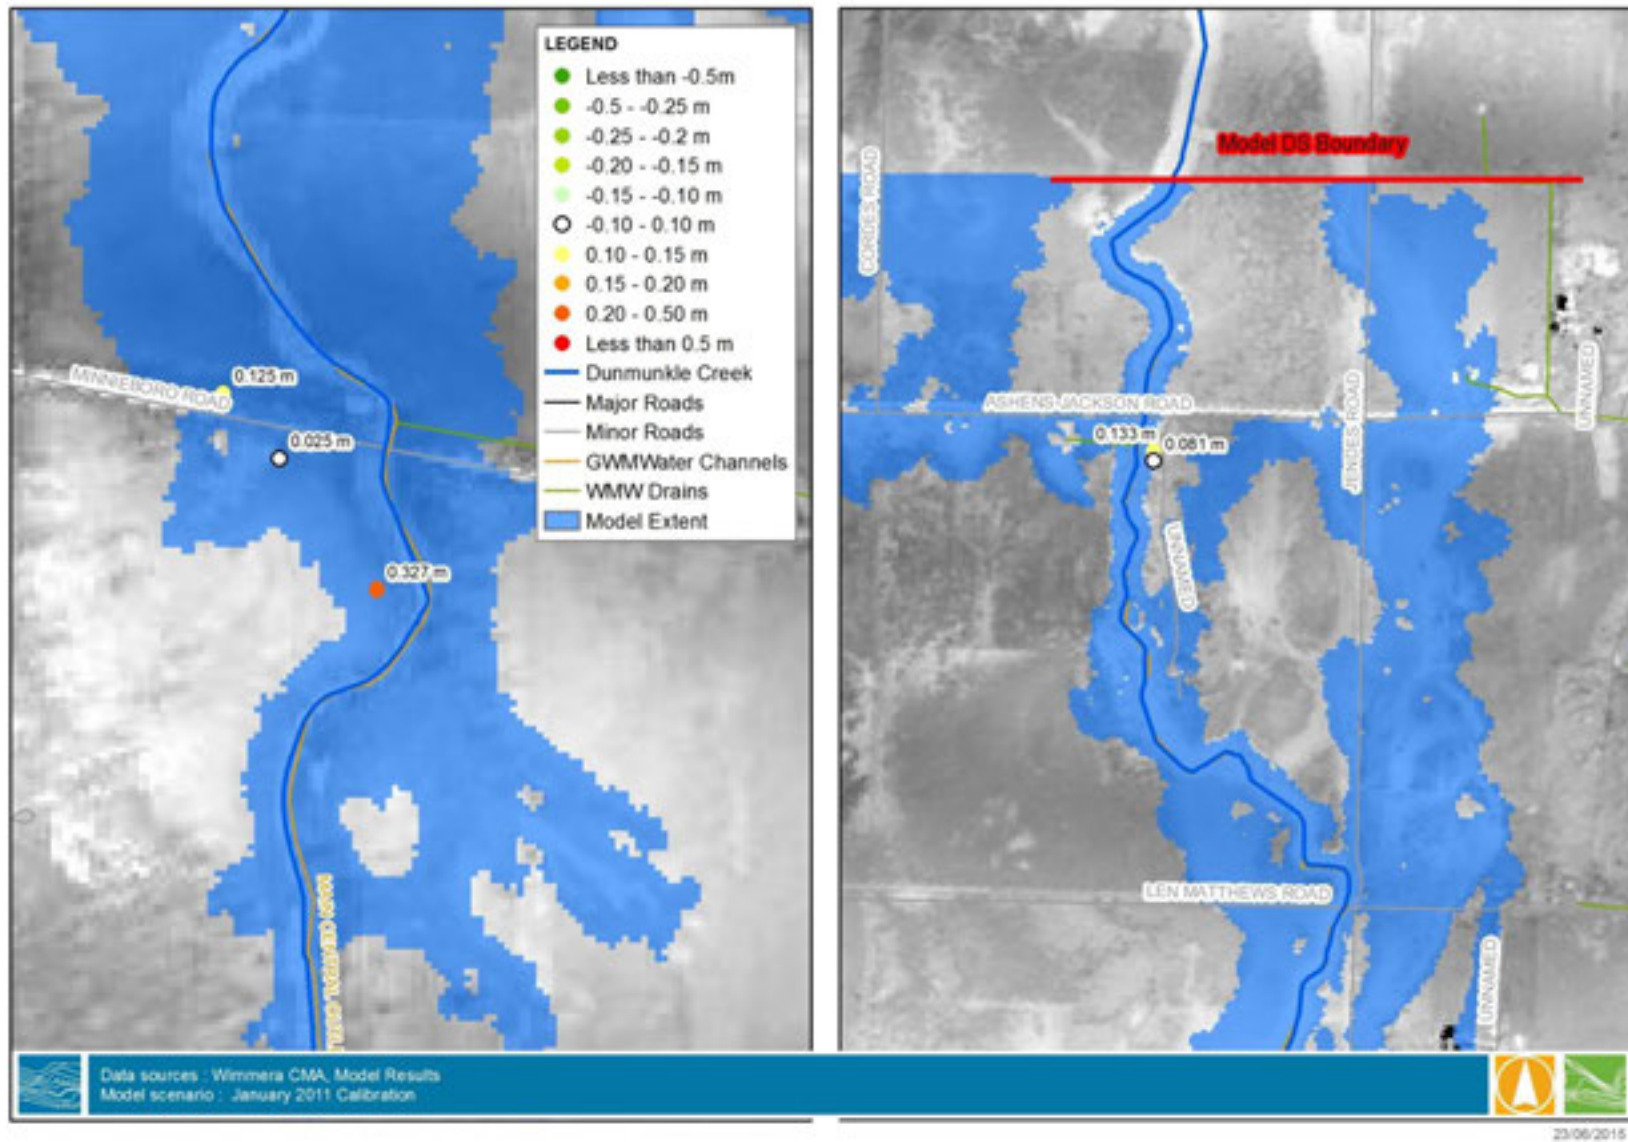 LEGEND
Less than -0.5m
-0.5 - -0.25 m
-0.25 - -0.2 m
-0.20 - -0.15 m
-0.15 - -0.10 m
-0.10 - 0.10 m
0.10 - 0.15 m
0.15 - 0.20 m
0.20 - 0.50 m
Less than 0.5 m
Dunmunkle Creek
Major Roads
Minor Roads
GWMWater Channels
WMW Drains
Model Extent
0.125 m
MINNIEBORO ROAD
0.025 m
0.327 m
MAIN CENTRAL
Model DS Boundary
CORDES ROAD
UNNAMED
ASHENS-JACKSON ROAD
JENDES ROAD
0.133 m
0.081 m
UNNAMED
LEN MATTHEWS ROAD
UNNAMED
Data sources : Wimmera CMA, Model Results
Model scenario : January 2011 Calibration
23/06/2015